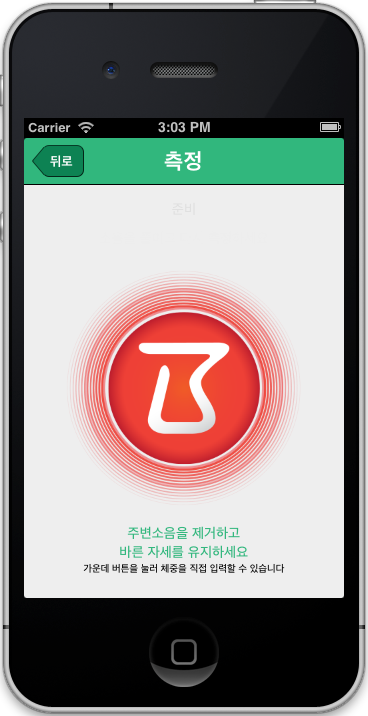 Carrier 3:03 PM
뒤로 측정
준비
주변소음을 제거하고
바른 자세를 유지하세요
가운데 버튼을 눌러 체중을 직접 입력할 수 있습니다